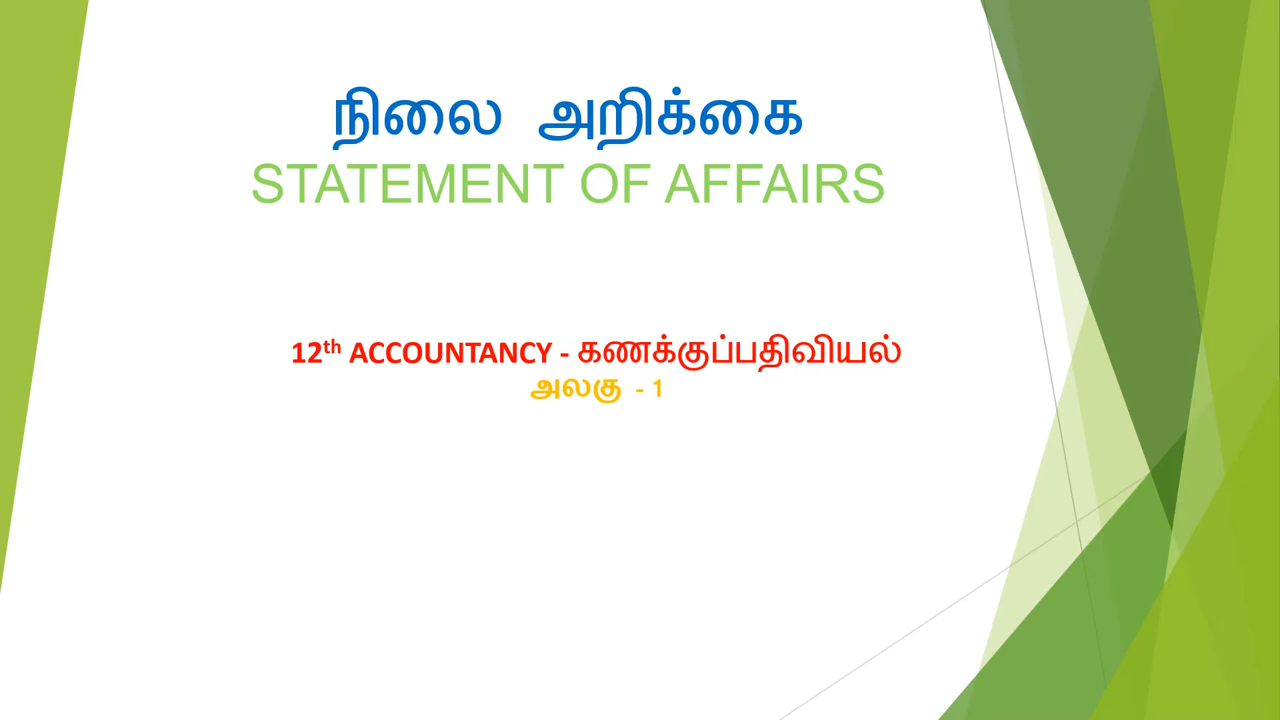 நிலை அறிக்கை
STATEMENT OF AFFAIRS
12th ACCOUNTANCY - கணக்குப்பதிவியல்
அலகு - 1